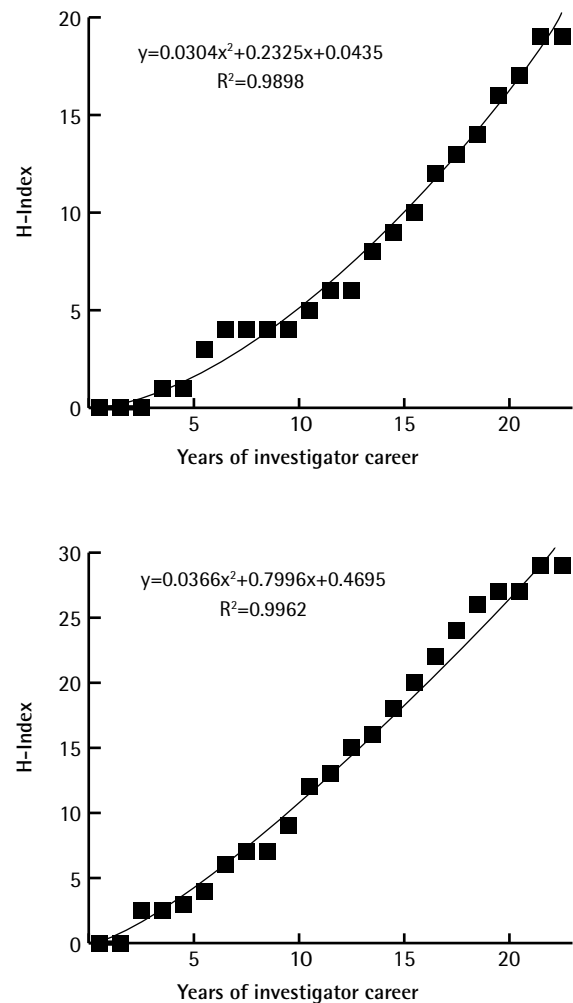 20
y=0.0304x²+0.2325x+0.0435
R²=0.9898
15
H-Index
10
5
0
5 10 15 20
Years of investigator career
30
y=0.0366x²+0.7996x+0.4695
R²=0.9962
25
20
H-Index
15
10
5
0
5 10 15 20
Years of investigator career